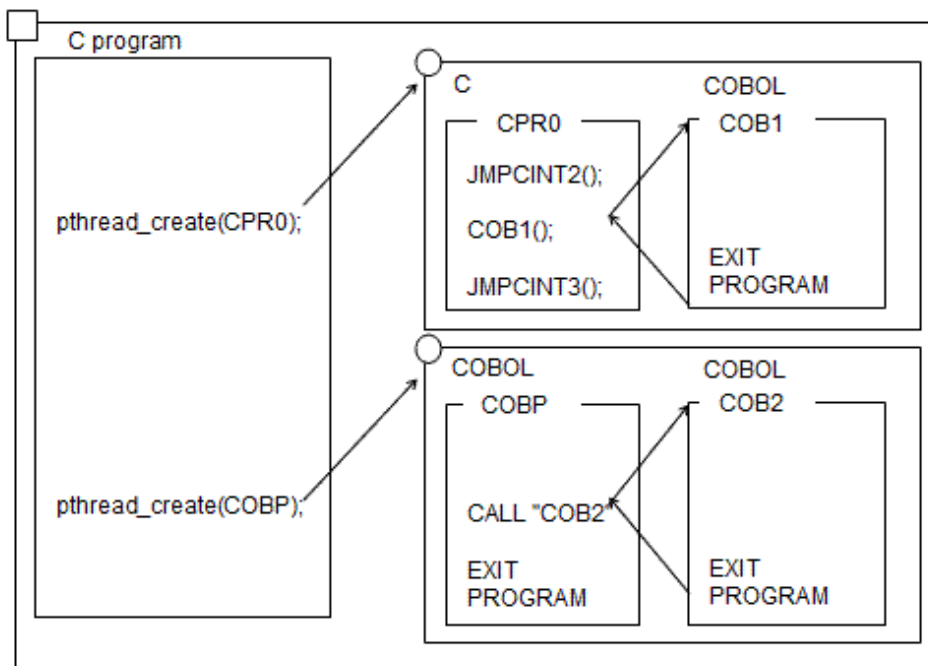 C program
pthread_create(CPR0);
pthread_create(COBP);
C
COBOL
CPR0
COB1
JMPCINT2();
COB1();
JMPCINT3();
EXIT
PROGRAM
COBOL
COBOL
COBP
COB2
CALL "COB2"
EXIT
PROGRAM
EXIT
PROGRAM